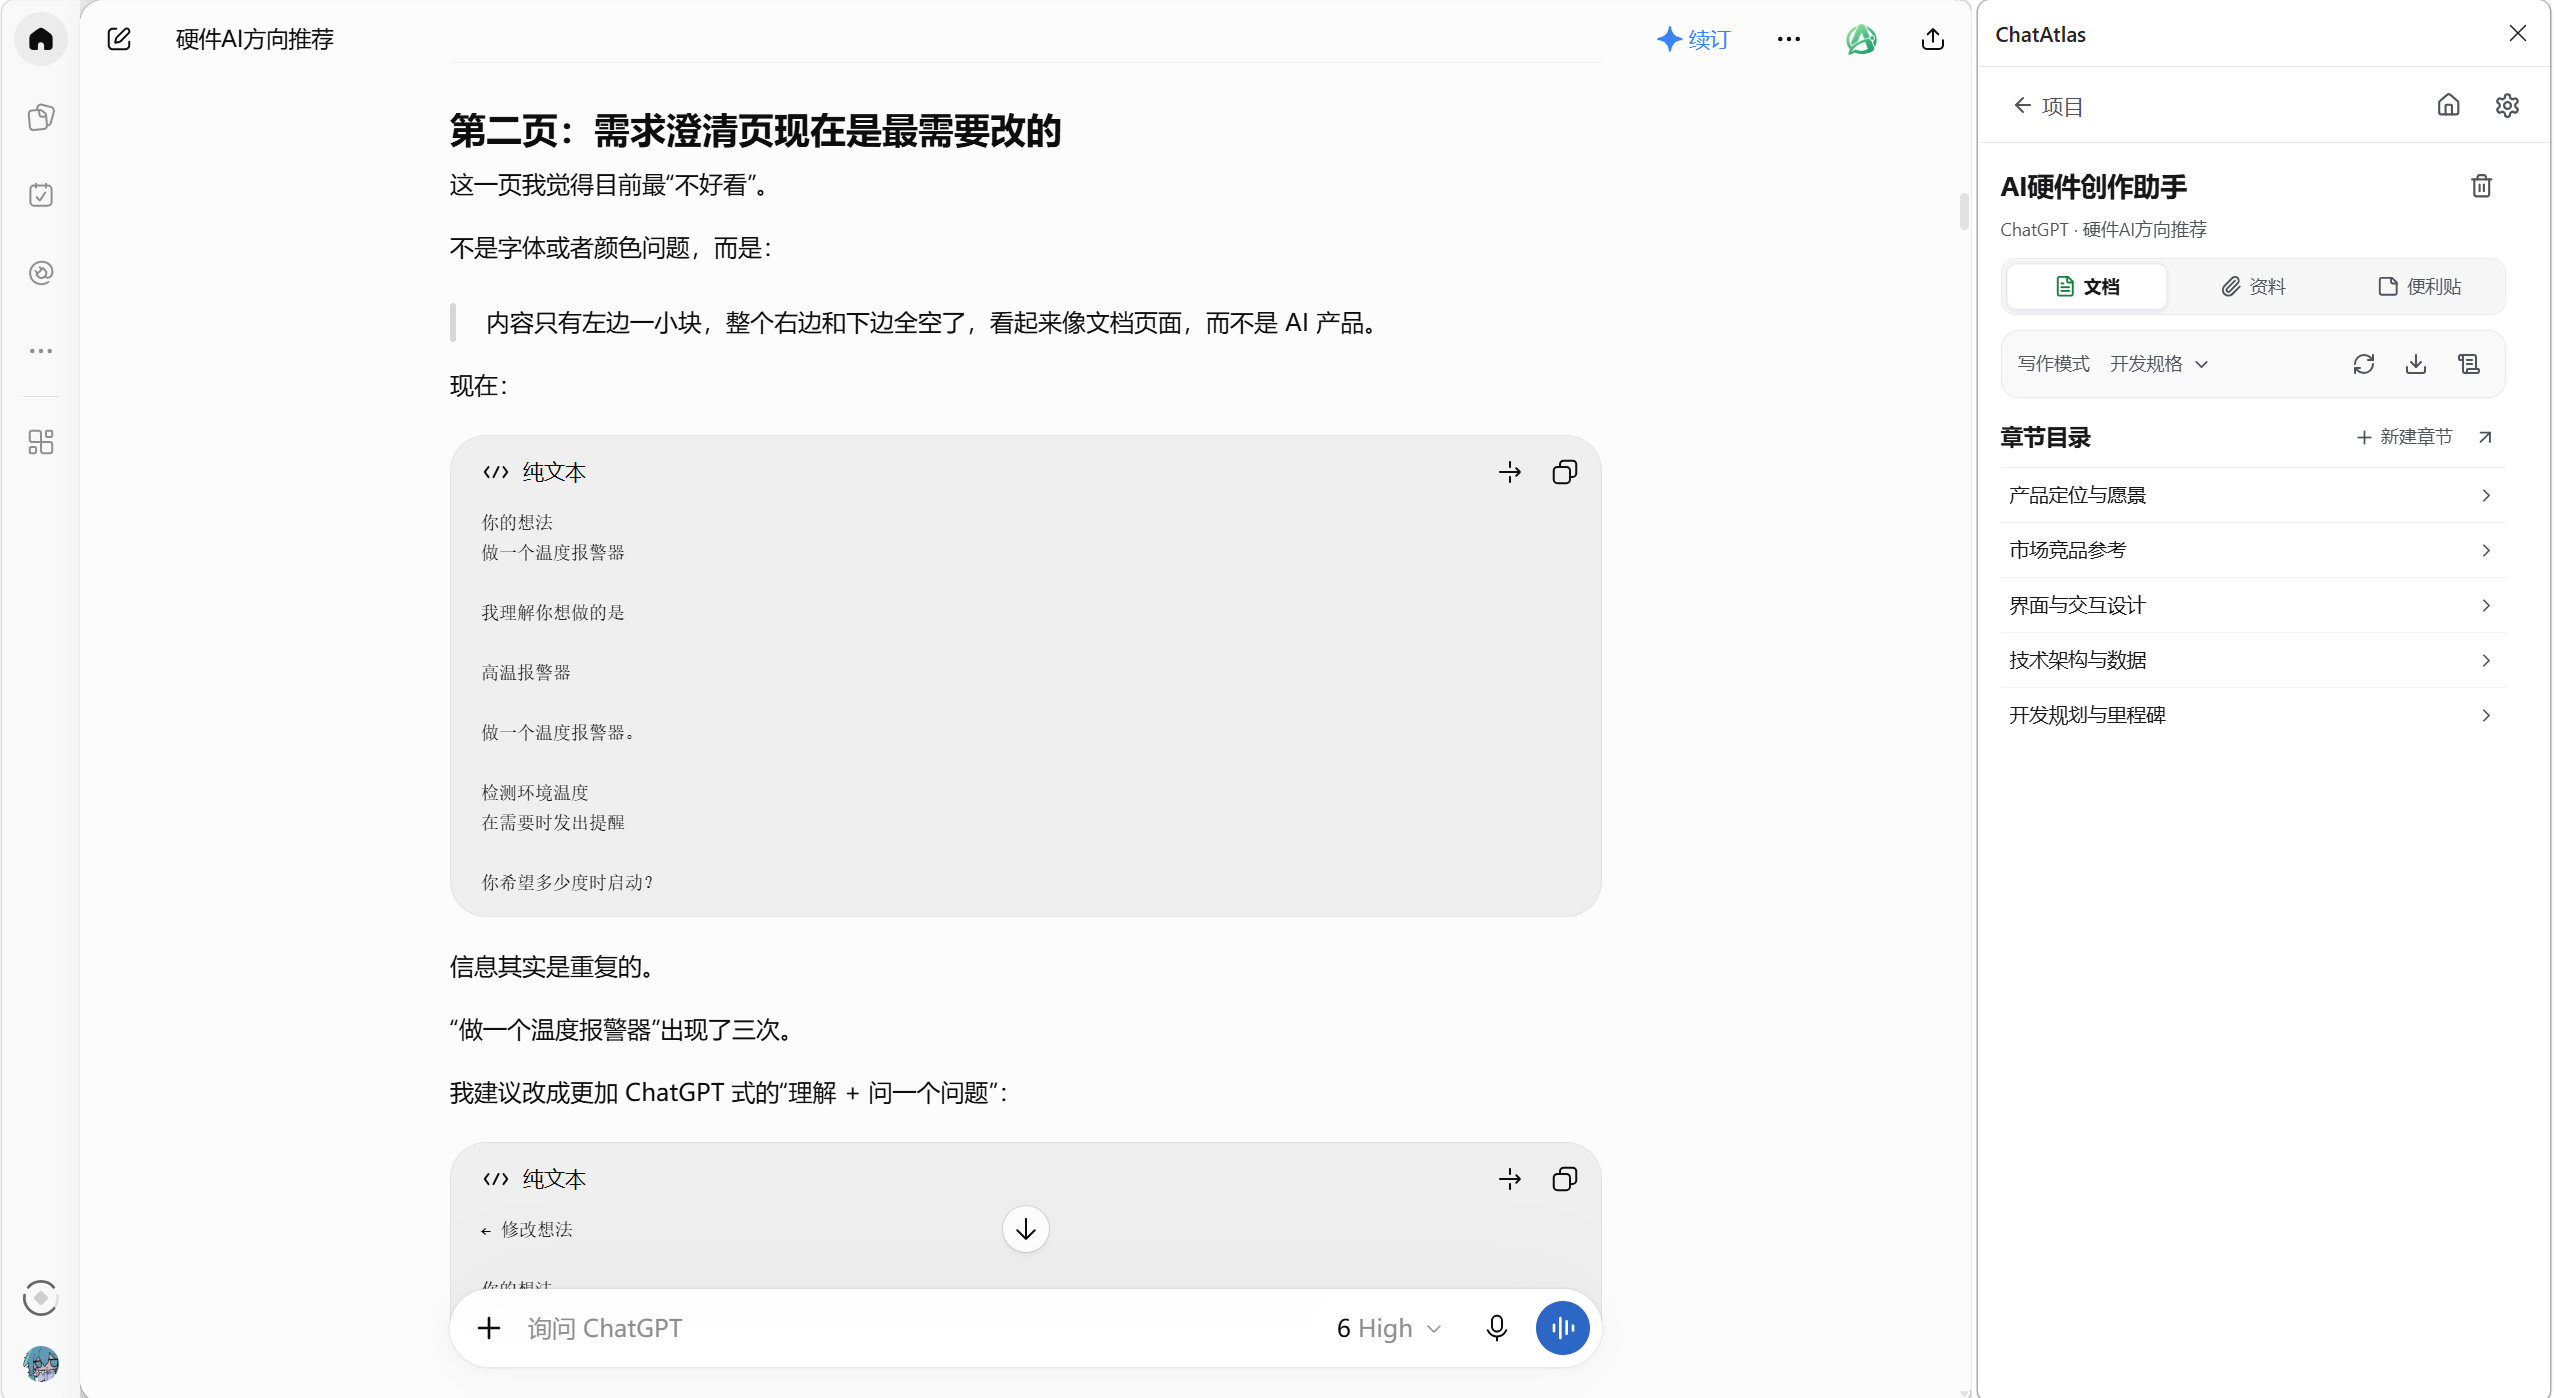 硬件AI方向推荐
续订
第二页：需求澄清页现在是最需要改的
这一页我觉得目前最“不好看”。
不是字体或者颜色问题，而是：
内容只有左边一小块，整个右边和下边全空了，看起来像文档页面，而不是 AI 产品。
现在：
纯文本
你的想法
做一个温度报警器
我理解你想做的是
高温报警器
做一个温度报警器。
检测环境温度
在需要时发出提醒
你希望多少度时启动？
信息其实是重复的。
“做一个温度报警器”出现了三次。
我建议改成更加 ChatGPT 式的“理解 + 问一个问题”：
纯文本
← 修改想法
你的想法
询问 ChatGPT
6 High
ChatAtlas
项目
AI硬件创作助手
ChatGPT · 硬件AI方向推荐
文档
资料
便利贴
写作模式 开发规格
章节目录
新建章节
产品定位与愿景
市场竞品参考
界面与交互设计
技术架构与数据
开发规划与里程碑